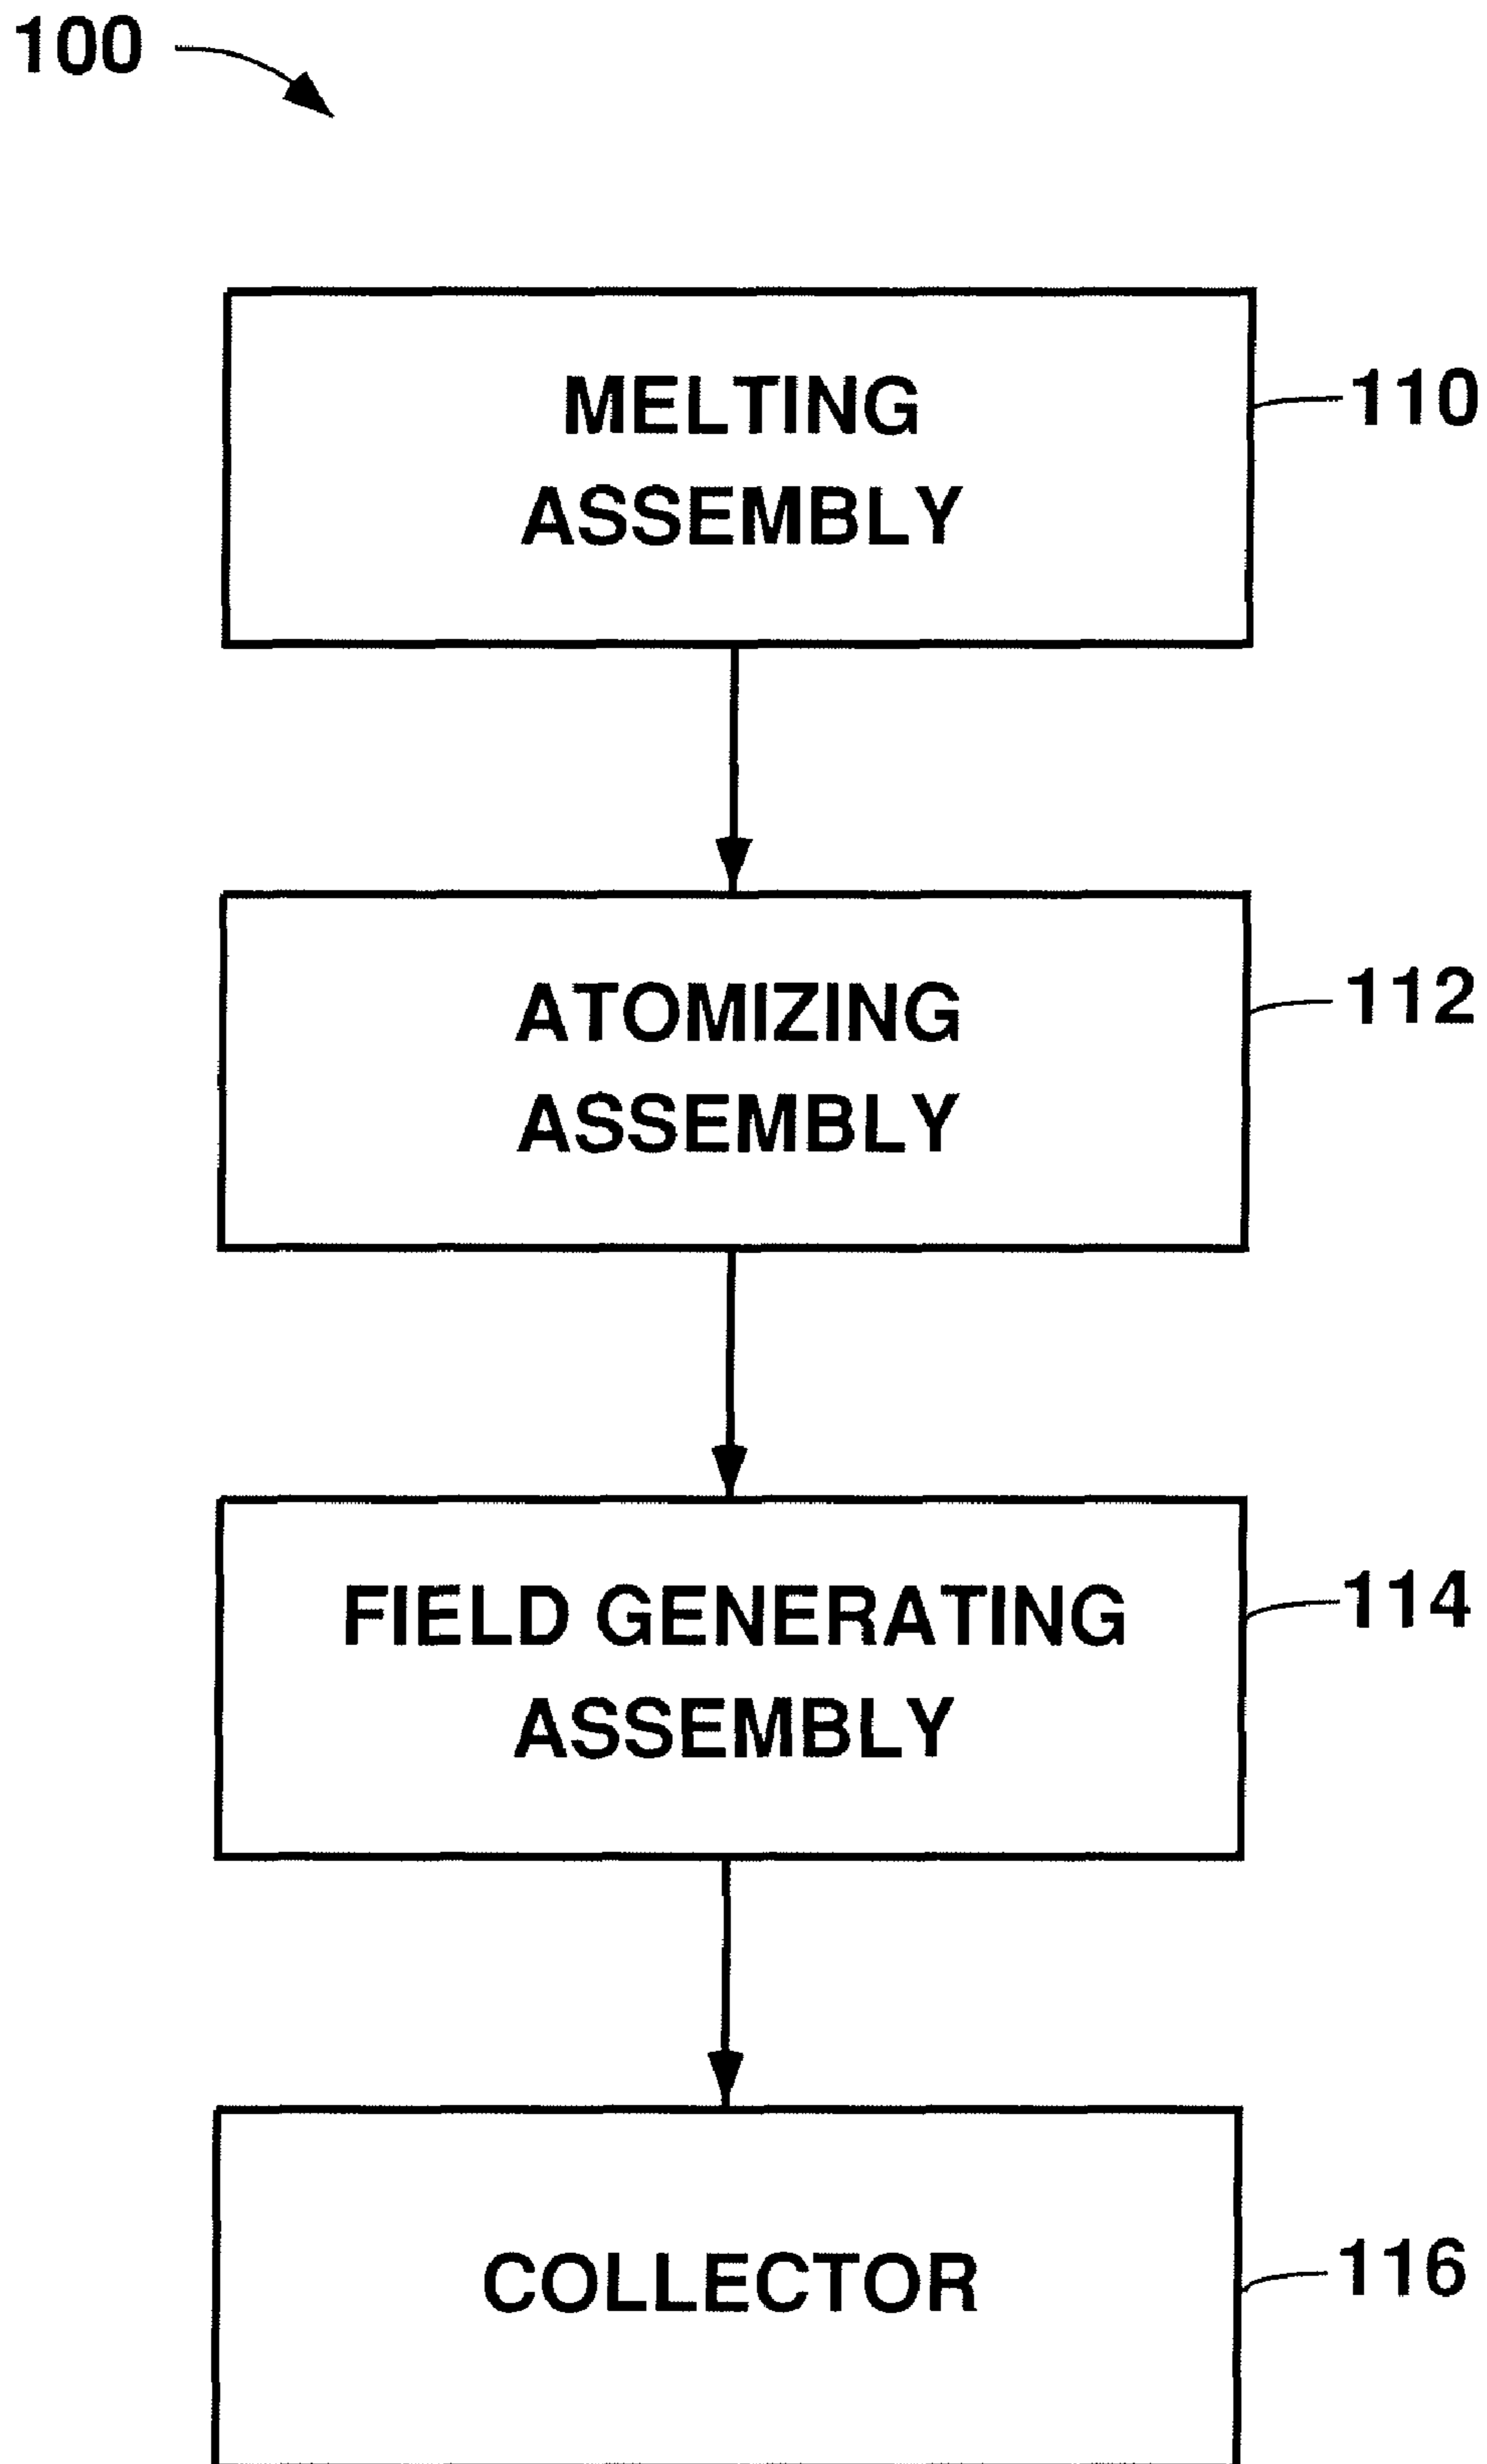 100
MELTING
ASSEMBLY
110
ATOMIZING
ASSEMBLY
112
FIELD GENERATING
ASSEMBLY
114
COLLECTOR
116